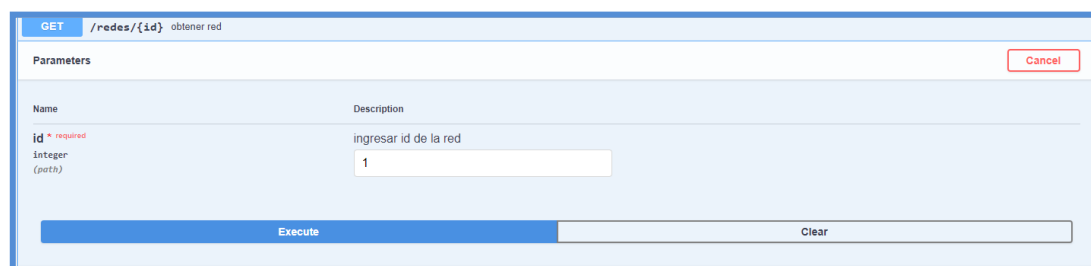 GET /redes/{id} obtener red
Parameters Cancel
Name Description
id * required ingresar id de la red
integer 1
(path)
Execute Clear